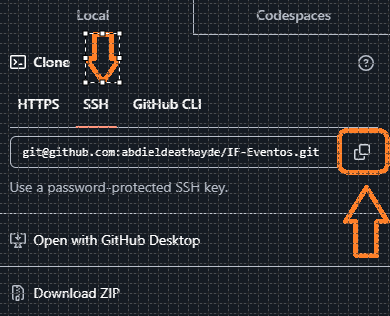 Local Codespaces
Clone
HTTPS SSH GitHub CLI
git@github.com:abdieldeathayde/IF-Eventos.git
Use a password-protected SSH key.
Open with GitHub Desktop
Download ZIP